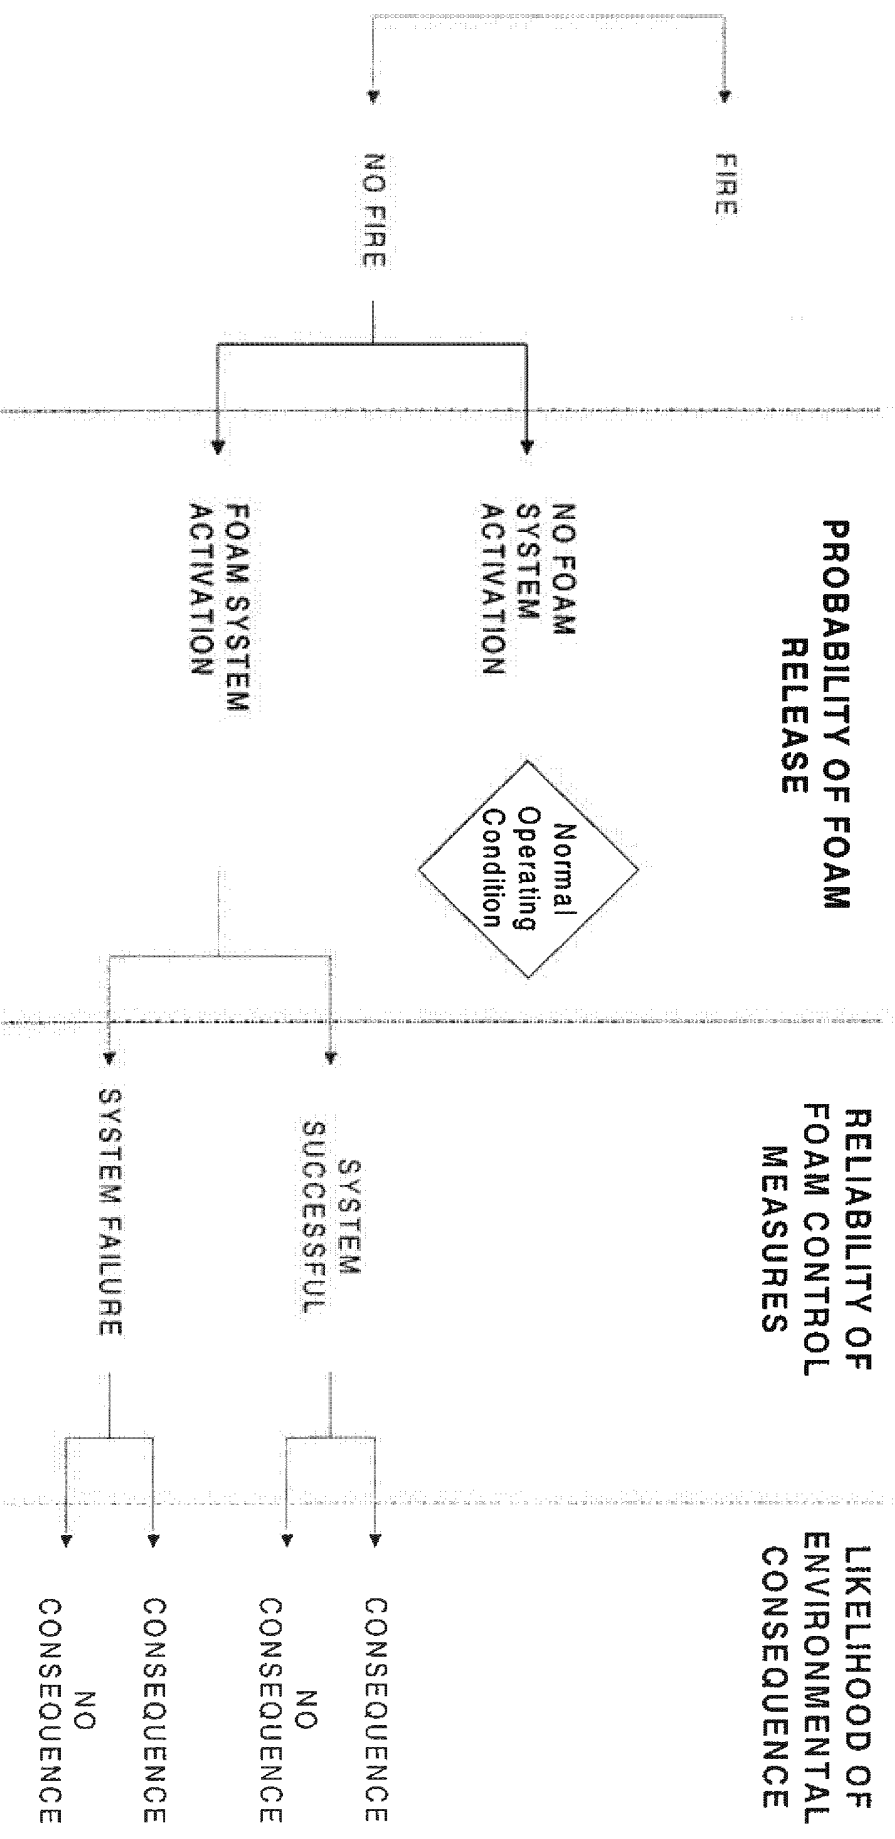 PROBABILITY OF FOAM
RELEASE
RELIABILITY OF
FOAM CONTROL
MEASURES
LIKELIHOOD OF
ENVIRONMENTAL
CONSEQUENCE
FIRE
NO FIRE
NO FOAM
SYSTEM
ACTIVATION
Normal
Operating
Condition
FOAM SYSTEM
ACTIVATION
SYSTEM
SUCCESSFUL
SYSTEM FAILURE
CONSEQUENCE
NO
CONSEQUENCE
CONSEQUENCE
NO
CONSEQUENCE